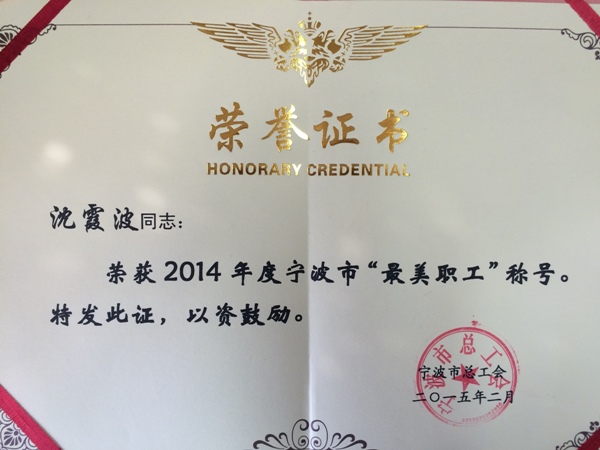 荣誉证书
HONORARY CREDENTIAL
沈霞波同志：
荣获2014年度宁波市“最美职工”称号。
特发此证，以资鼓励。
宁波市总工会
宁波市总工会
二〇一五年二月